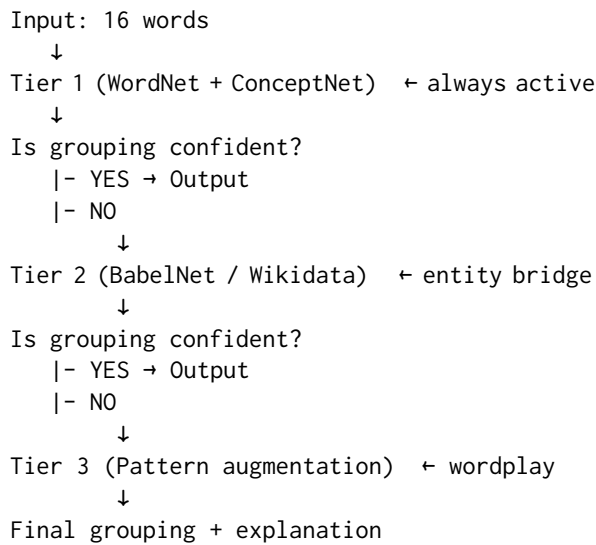 Input: 16 words
↓
Tier 1 (WordNet + ConceptNet) ← always active
↓
Is grouping confident?
|- YES → Output
|- NO
↓
Tier 2 (BabelNet / Wikidata) ← entity bridge
↓
Is grouping confident?
|- YES → Output
|- NO
↓
Tier 3 (Pattern augmentation) ← wordplay
↓
Final grouping + explanation